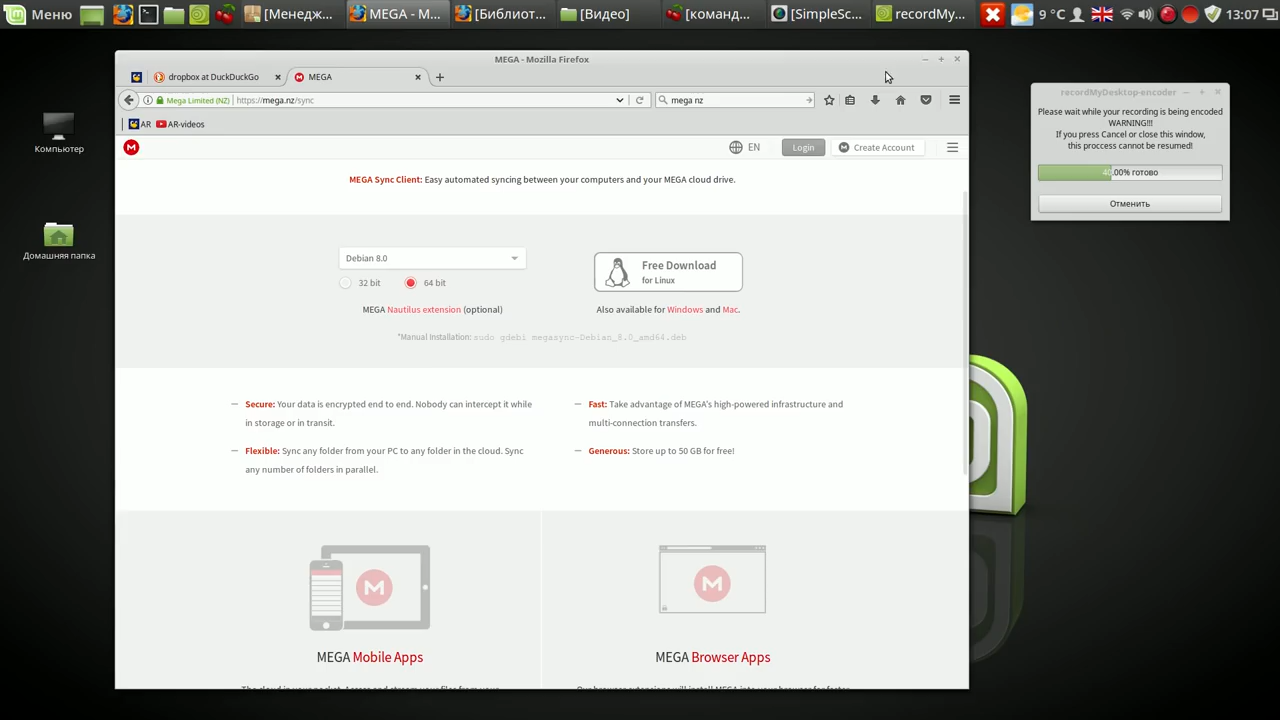 Меню
[Менедж...
MEGA - M...
[Библиот...
[Видео]
[команд...
[SimpleSc...
recordMy...
9 °C
13:07
MEGA - Mozilla Firefox
dropbox at DuckDuckGo
MEGA
Mega Limited (NZ)
https://mega.nz/sync
mega nz
AR
AR-videos
EN
Login
Create Account
MEGA Sync Client: Easy automated syncing between your computers and your MEGA cloud drive.
Debian 8.0
32 bit
64 bit
MEGA Nautilus extension (optional)
Free Download
for Linux
Also available for Windows and Mac.
*Manual Installation: sudo gdebi megasync-Debian_8.0_amd64.deb
Secure: Your data is encrypted end to end. Nobody can intercept it while
in storage or in transit.
Fast: Take advantage of MEGA's high-powered infrastructure and
multi-connection transfers.
Flexible: Sync any folder from your PC to any folder in the cloud. Sync
any number of folders in parallel.
Generous: Store up to 50 GB for free!
MEGA Mobile Apps
MEGA Browser Apps
Компьютер
Домашняя папка
recordMyDesktop-encoder
Please wait while your recording is being encoded
WARNING!!!
If you press Cancel or close this window,
this proccess cannot be resumed!
40.00% готово
Отменить